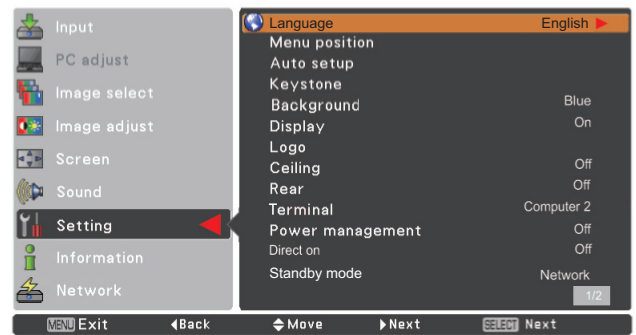 Input
PC adjust
Image select
Image adjust
Screen
Sound
Setting
Information
Network
Language English
Menu position
Auto setup
Keystone
Background Blue
Display On
Logo
Ceiling Off
Rear Off
Terminal Computer 2
Power management Off
Direct on Off
Standby mode Network
1/2
MENU Exit Back Move Next SELECT Next